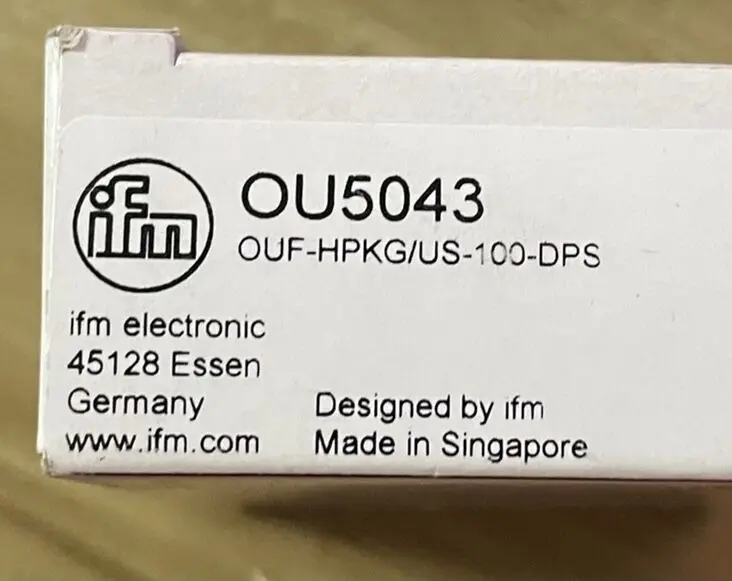 ifm
OU5043
OUF-HPKG/US-100-DPS
ifm electronic
45128 Essen
Germany
www.ifm.com
Designed by ifm
Made in Singapore